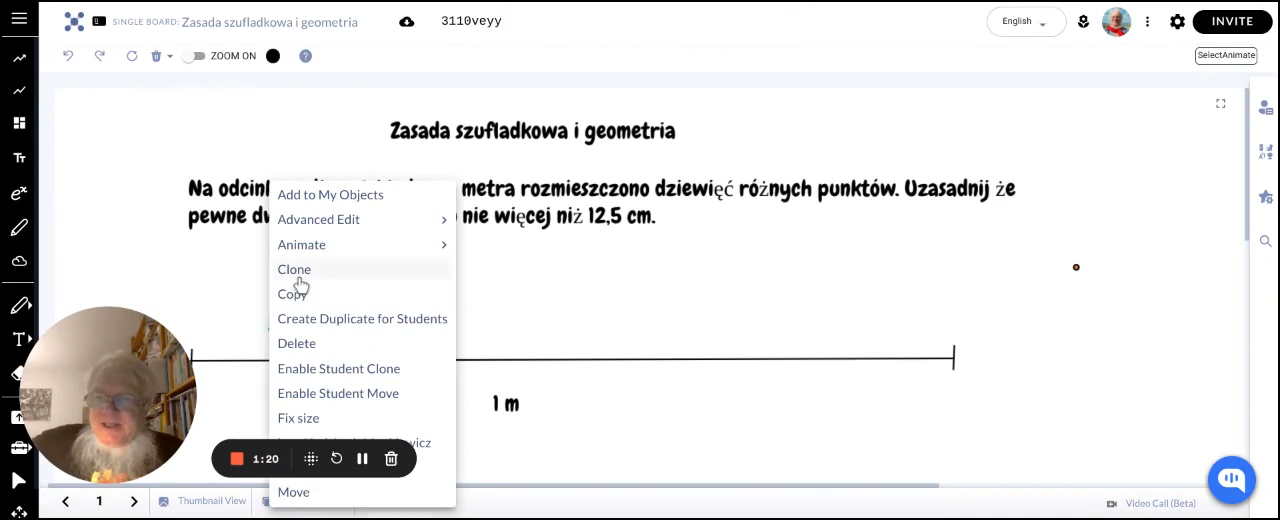 SINGLE BOARD: Zasada szufladkowa i geometria
3110veyy
English
INVITE
ZOOM ON
?
SelectAnimate
Zasada szufladkowa i geometria
Na odcin metra rozmieszczono dziewięć różnych punktów. Uzasadnij że
pewne dw nie więcej niż 12,5 cm.
Add to My Objects
Advanced Edit
Animate
Clone
Copy
Create Duplicate for Students
Delete
Enable Student Clone
Enable Student Move
Fix size
1:20
Move
1 m
1
Thumbnail View
Video Call (Beta)